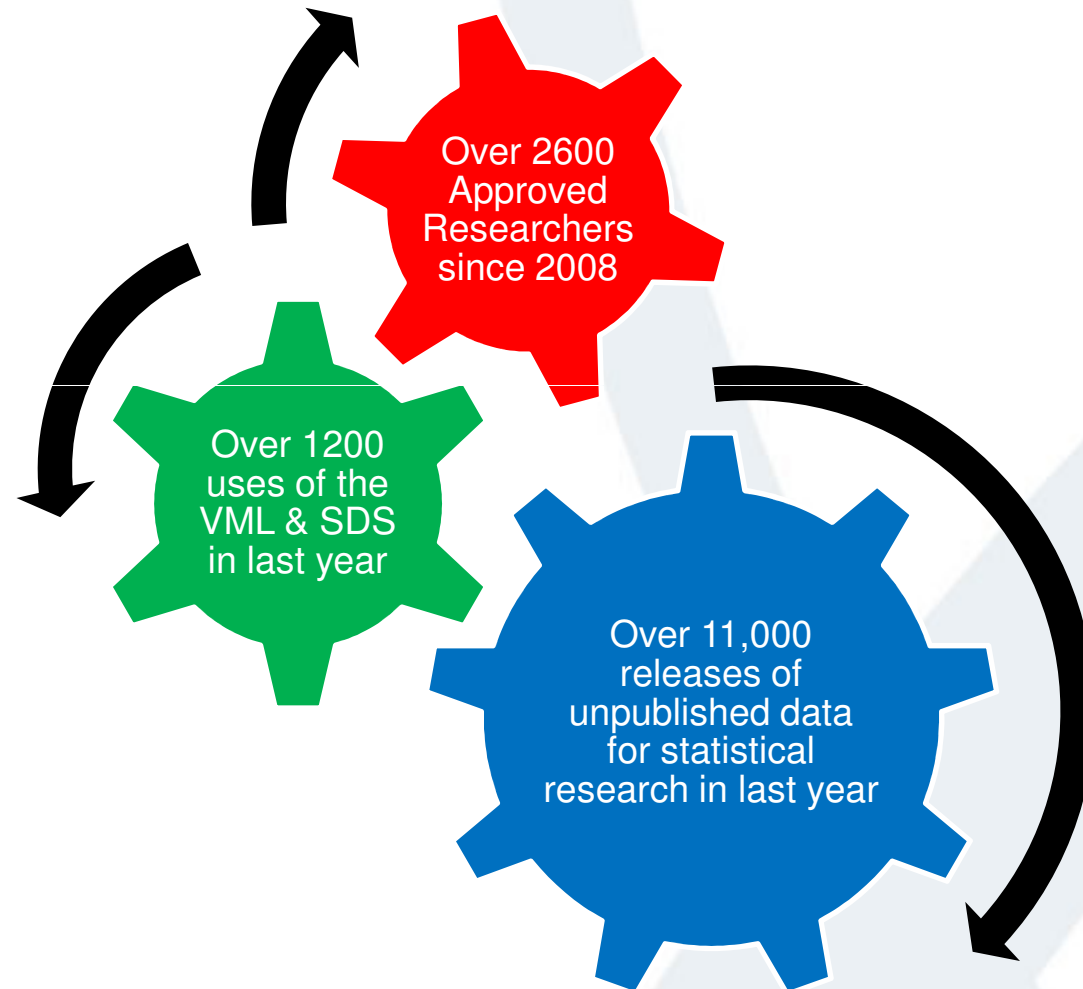 Over 2600
Approved
Researchers
since 2008
Over 1200
uses of the
VML & SDS
in last year
Over 11,000
releases of
unpublished data
for statistical
research in last year